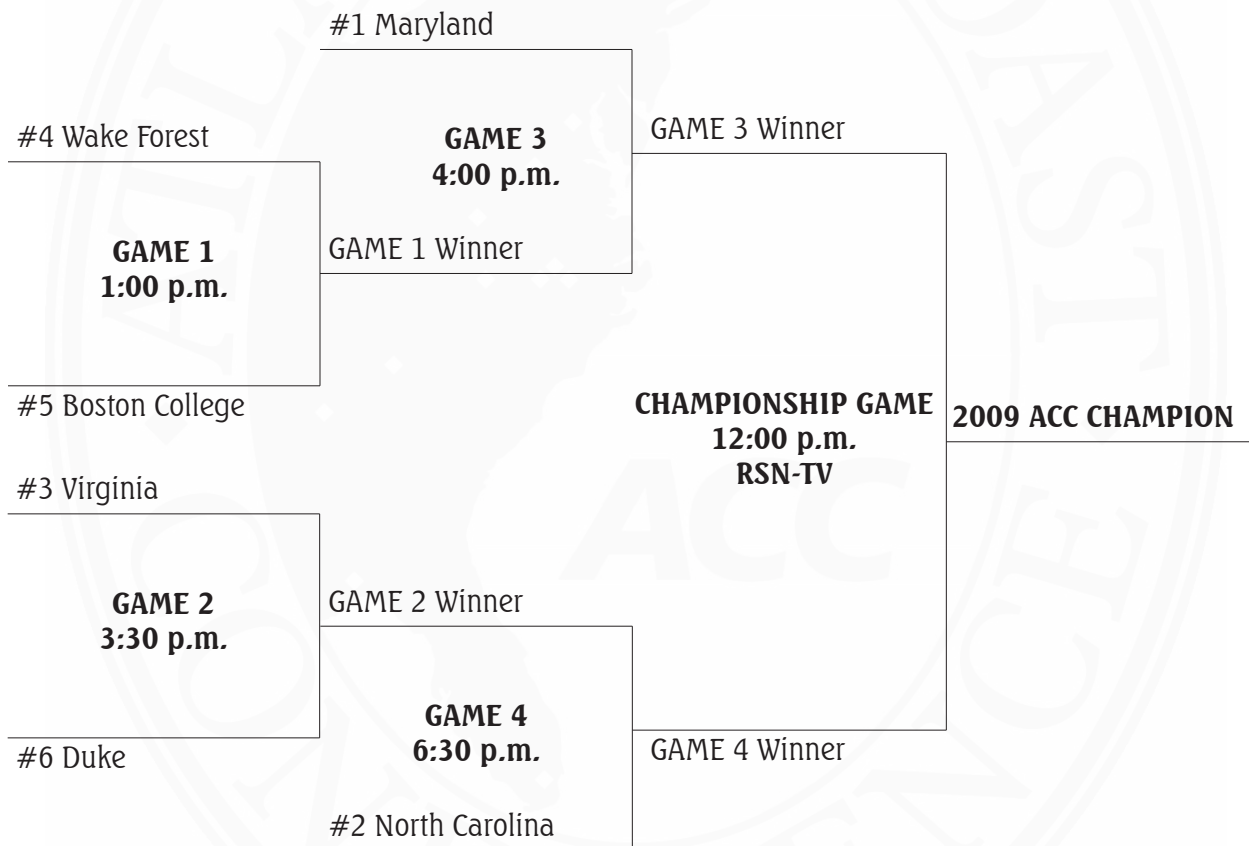 #1 Maryland
#4 Wake Forest
GAME 3
4:00 p.m.
GAME 3 Winner
GAME 1
1:00 p.m.
GAME 1 Winner
#5 Boston College
CHAMPIONSHIP GAME
12:00 p.m.
RSN-TV
2009 ACC CHAMPION
#3 Virginia
GAME 2
3:30 p.m.
GAME 2 Winner
#6 Duke
GAME 4
6:30 p.m.
GAME 4 Winner
#2 North Carolina
ACC